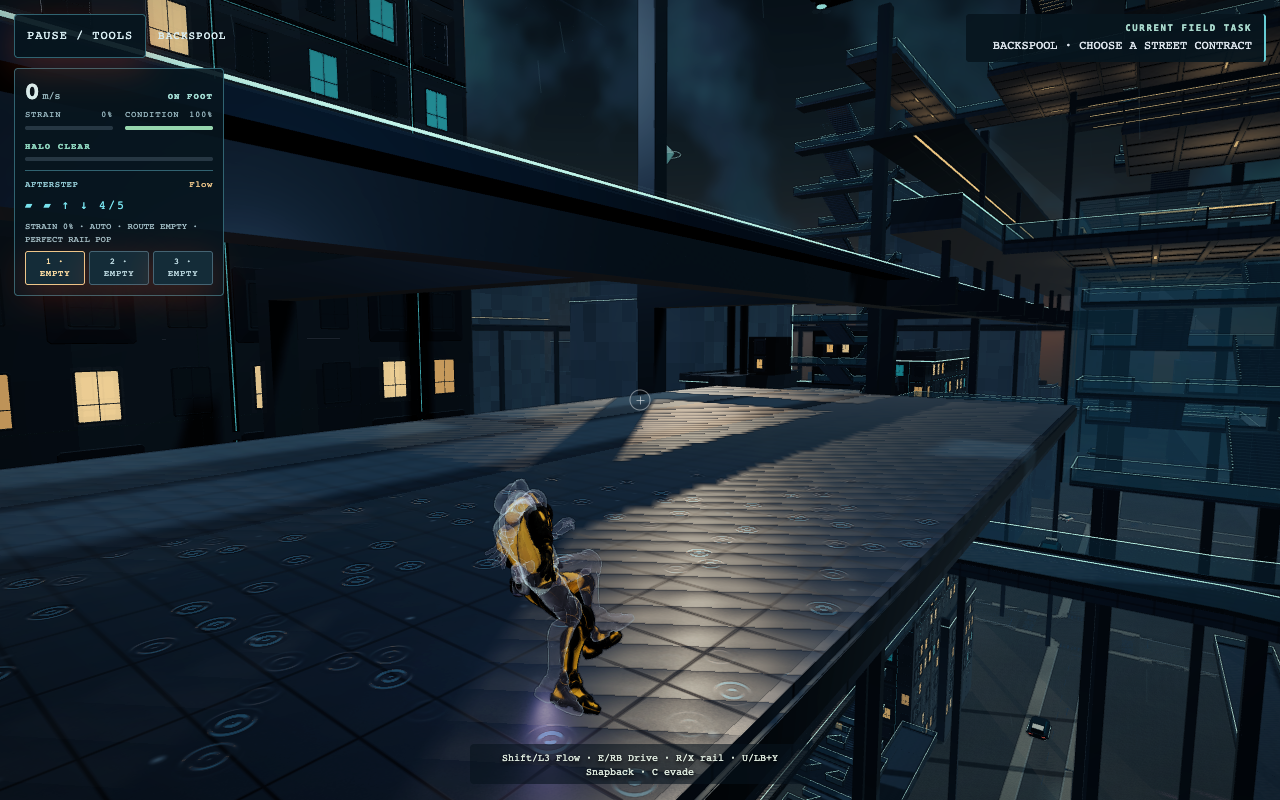 PAUSE / TOOLS
BACKSPOOL
CURRENT FIELD TASK
BACKSPOOL · CHOOSE A STREET CONTRACT
0 m/s
ON FOOT
STRAIN 0% CONDITION 100%
HALO CLEAR
AFTERSTEP Flow
▰ ▰ ↑ ↓ 4/5
STRAIN 0% · AUTO · ROUTE EMPTY ·
PERFECT RAIL POP
1 · EMPTY
2 · EMPTY
3 · EMPTY
Shift/L3 Flow · E/RB Drive · R/X rail · U/LB+Y
Snapback · C evade